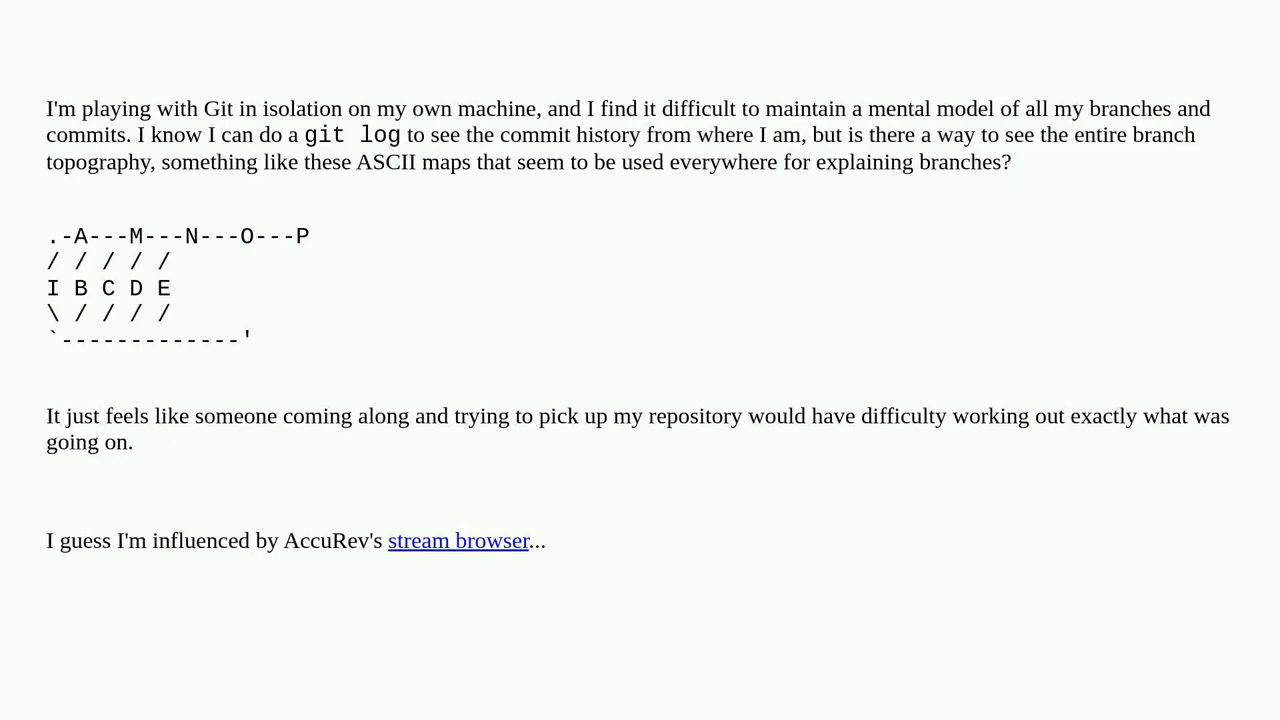 I'm playing with Git in isolation on my own machine, and I find it difficult to maintain a mental model of all my branches and
commits. I know I can do a git log to see the commit history from where I am, but is there a way to see the entire branch
topography, something like these ASCII maps that seem to be used everywhere for explaining branches?
.-A---M---N---O---P
/ / / / /
I B C D E
\ / / / /
`-------------'
It just feels like someone coming along and trying to pick up my repository would have difficulty working out exactly what was
going on.
I guess I'm influenced by AccuRev's stream browser...